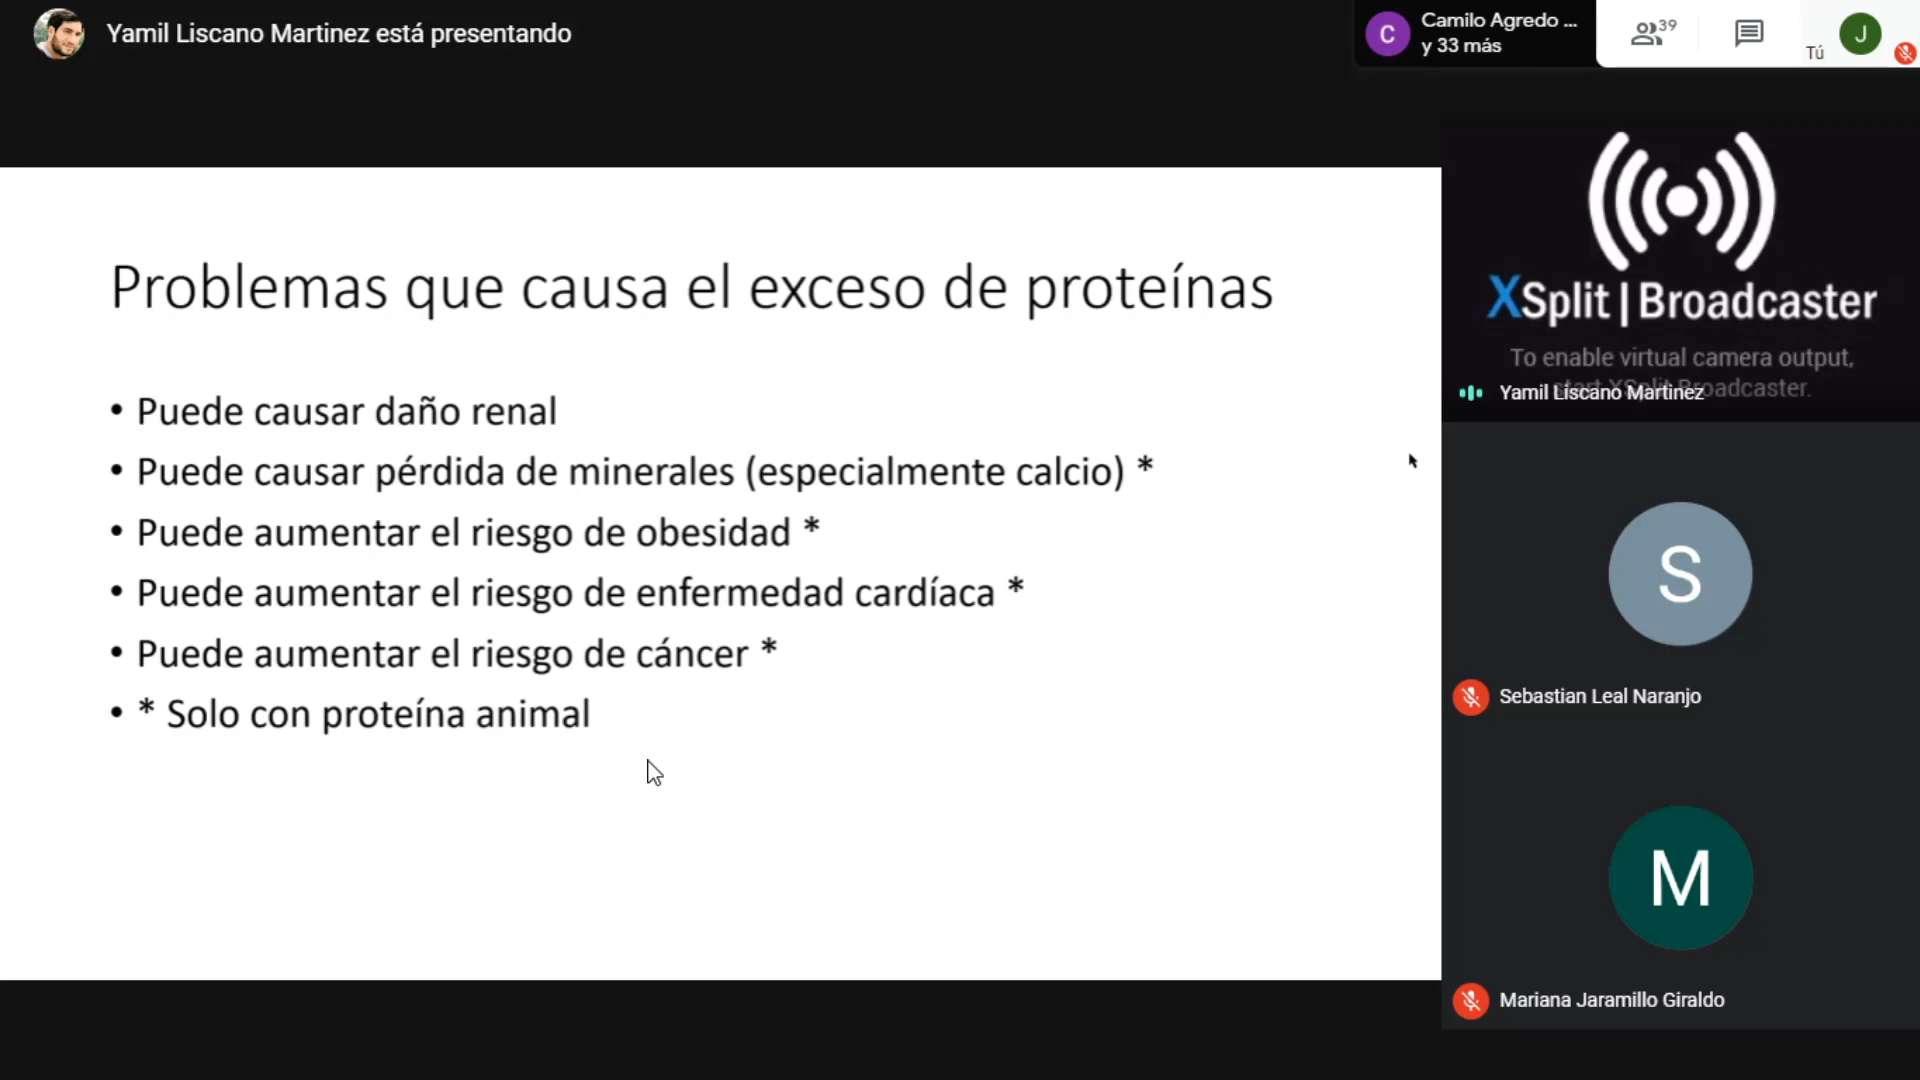 Yamil Liscano Martinez está presentando
C
Camilo Agredo ...
y 33 más
39
Tú
J
Problemas que causa el exceso de proteínas
• Puede causar daño renal
• Puede causar pérdida de minerales (especialmente calcio) *
• Puede aumentar el riesgo de obesidad *
• Puede aumentar el riesgo de enfermedad cardíaca *
• Puede aumentar el riesgo de cáncer *
• * Solo con proteína animal
XSplit | Broadcaster
To enable virtual camera output,
start XSplit Broadcaster.
Yamil Liscano Martinez
S
Sebastian Leal Naranjo
M
Mariana Jaramillo Giraldo